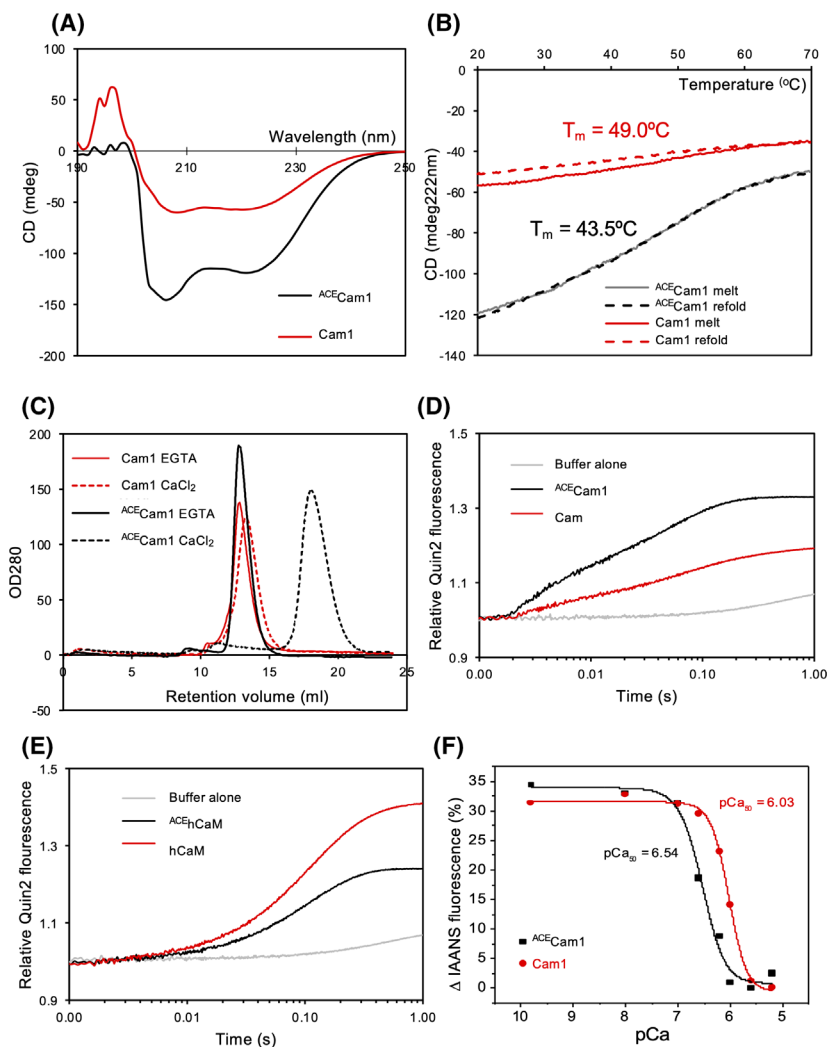 (A)
100
50
0
-50
-100
-150
-200
CD (mdeg)
Wavelength (nm)
190
210
230
250
ACECam1
Cam1
(B)
20 30 40 50 60 70
Temperature (ºC)
0
-20
-40
-60
-80
-100
-120
-140
CD (mdeg222nm)
Tm = 49.0ºC
Tm = 43.5ºC
ACECam1 melt
ACECam1 refold
Cam1 melt
Cam1 refold
(C)
200
150
100
50
0
-50
OD280
Cam1 EGTA
Cam1 CaCl2
ACECam1 EGTA
ACECam1 CaCl2
0 5 10 15 20 25
Retention volume (ml)
(D)
1.5
1.3
1.1
0.9
Relative Quin2 fluorescence
Buffer alone
ACECam1
Cam
0.00 0.01 0.10 1.00
Time (s)
(E)
1.5
1.3
1.1
0.9
Relative Quin2 flourescence
Buffer alone
ACEhCaM
hCaM
0.00 0.01 0.10 1.00
Time (s)
(F)
35
30
25
20
15
10
5
0
Δ IAANS fluorescence (%)
pCa50 = 6.03
pCa50 = 6.54
ACECam1
Cam1
10 9 8 7 6 5
pCa